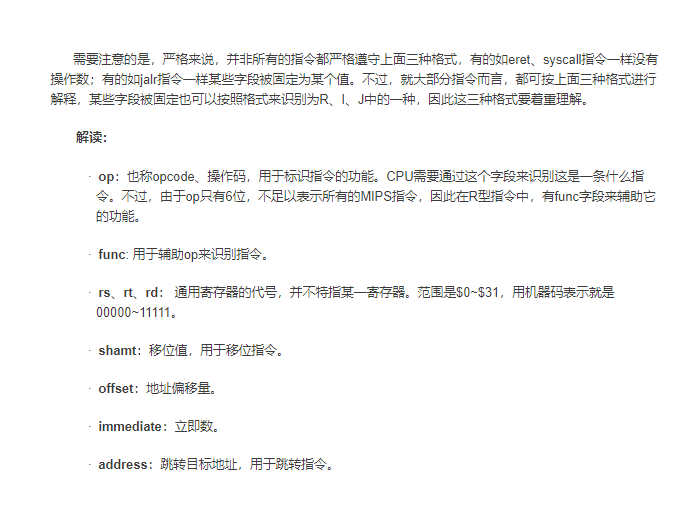 需要注意的是，严格来说，并非所有的指令都严格遵守上面三种格式，有的如eret、syscall指令一样没有
操作数；有的如jalr指令一样某些字段被固定为某个值。不过，就大部分指令而言，都可按上面三种格式进行
解释，某些字段被固定也可以按照格式来识别为R、I、J中的一种，因此这三种格式要着重理解。
解读：
· op：也称opcode、操作码，用于标识指令的功能。CPU需要通过这个字段来识别这是一条什么指
令。不过，由于op只有6位，不足以表示所有的MIPS指令，因此在R型指令中，有func字段来辅助它
的功能。
· func: 用于辅助op来识别指令。
· rs、rt、rd： 通用寄存器的代号，并不特指某一寄存器。范围是$0~$31，用机器码表示就是
00000~11111。
· shamt：移位值，用于移位指令。
· offset：地址偏移量。
· immediate：立即数。
· address：跳转目标地址，用于跳转指令。